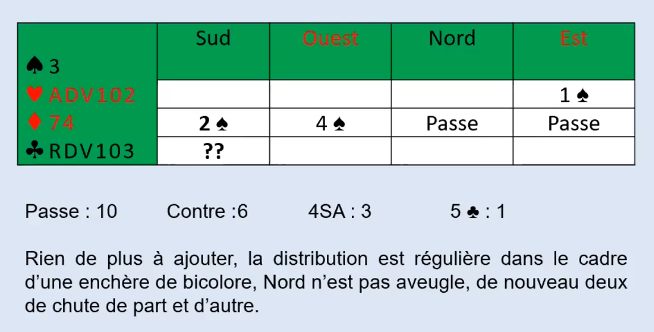 Sud Ouest Nord Est
♠ 3
♥ ADV102 1 ♠
♦ 74 2 ♠ 4 ♠ Passe Passe
♣ RDV103 ??
Passe : 10 Contre :6 4SA : 3 5 ♣ : 1
Rien de plus à ajouter, la distribution est régulière dans le cadre
d’une enchère de bicolore, Nord n’est pas aveugle, de nouveau deux
de chute de part et d’autre.